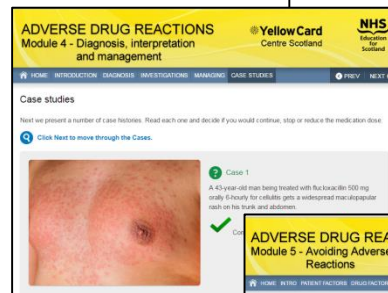 ADVERSE DRUG REACTIONS
Module 4 - Diagnosis, interpretation
and management
YellowCard
Centre Scotland
NHS
Education
for
Scotland
HOME INTRODUCTION DIAGNOSIS INVESTIGATIONS MANAGING CASE STUDIES
PREV NEXT
Case studies
Next we present a number of case histories. Read each one and decide if you would continue, stop or reduce the medication dose.
Click Next to move through the Cases.
Case 1
A 43-year-old man being treated with flucloxacillin 500 mg
orally 6-hourly for cellulitis gets a widespread maculopapular
rash on his trunk and abdomen.
ADVERSE DRUG REA
Module 5 - Avoiding Adverse
Reactions
HOME INTRO PATIENT FACTORS DRUG FACTOR